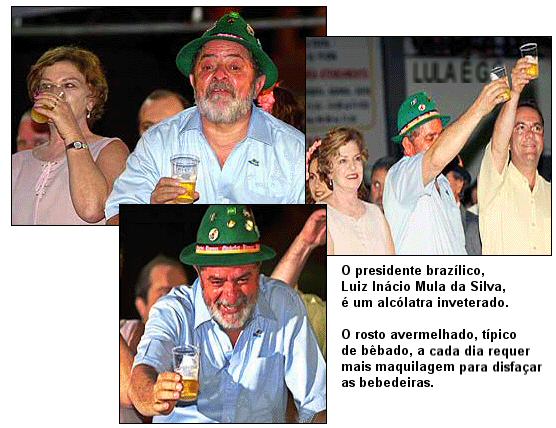 LULA É G
O presidente brazílico,
Luiz Inácio Mula da Silva,
é um alcólatra inveterado.
O rosto avermelhado, típico
de bêbado, a cada dia requer
mais maquilagem para disfaçar
as bebedeiras.